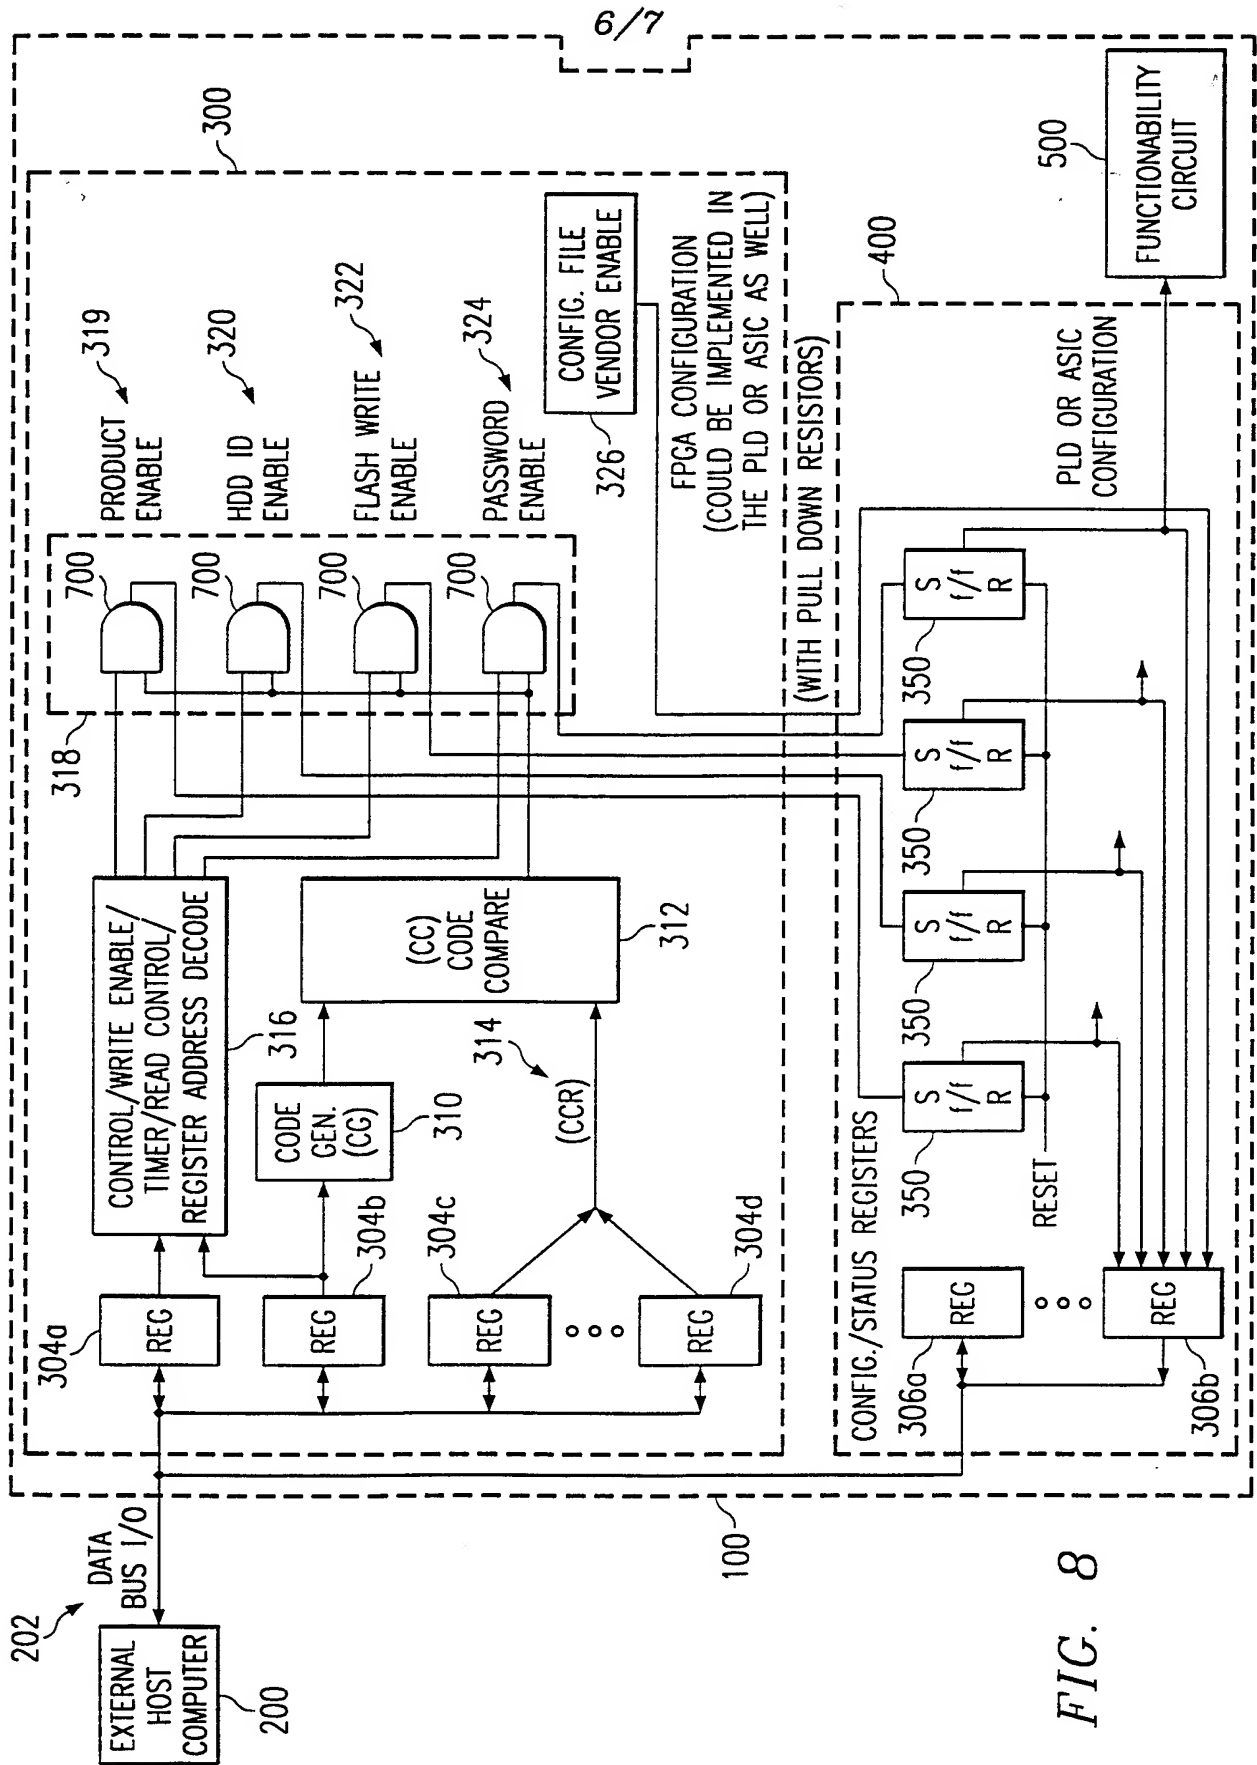 6/7
202
DATA
BUS I/O
EXTERNAL
HOST
COMPUTER
200
100
300
304a
REG
REG
304b
REG
304c
REG
304d
CONTROL/WRITE ENABLE/
TIMER/READ CONTROL/
REGISTER ADDRESS DECODE
316
CODE
GEN.
(CG)
310
314
(CCR)
(CC)
CODE
COMPARE
312
318
700
700
700
700
PRODUCT
ENABLE
319
HDD ID
ENABLE
320
FLASH WRITE
ENABLE
322
PASSWORD
ENABLE
324
CONFIG. FILE
VENDOR ENABLE
326
FPGA CONFIGURATION
(COULD BE IMPLEMENTED IN
THE PLD OR ASIC AS WELL)
(WITH PULL DOWN RESISTORS)
CONFIG./STATUS REGISTERS
400
306a
REG
REG
306b
RESET
350
S
f/f
R
350
S
f/f
R
350
S
f/f
R
350
S
f/f
R
PLD OR ASIC
CONFIGURATION
500
FUNCTIONABILITY
CIRCUIT
FIG. 8